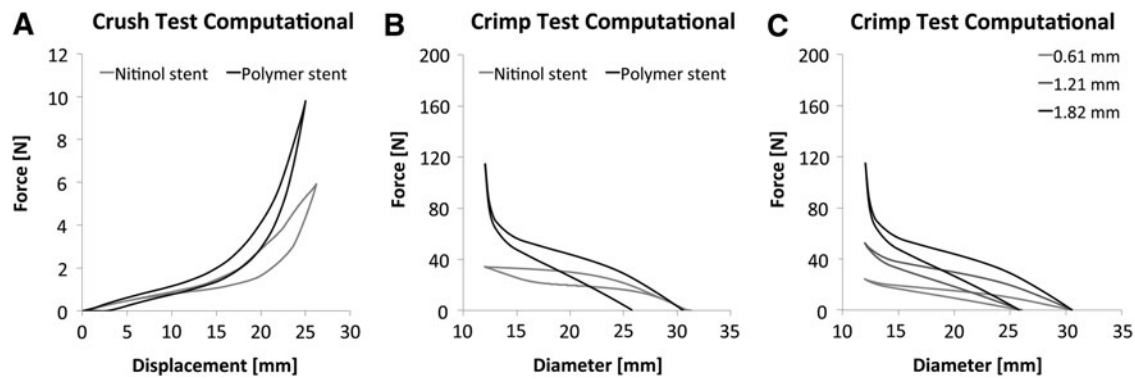 A Crush Test Computational
12
10
8
6
4
2
0
Force [N]
Nitinol stent Polymer stent
0 5 10 15 20 25 30
Displacement [mm]
B Crimp Test Computational
200
160
120
80
40
0
Force [N]
Nitinol stent Polymer stent
10 15 20 25 30 35
Diameter [mm]
C Crimp Test Computational
200
160
120
80
40
0
Force [N]
0.61 mm
1.21 mm
1.82 mm
10 15 20 25 30 35
Diameter [mm]